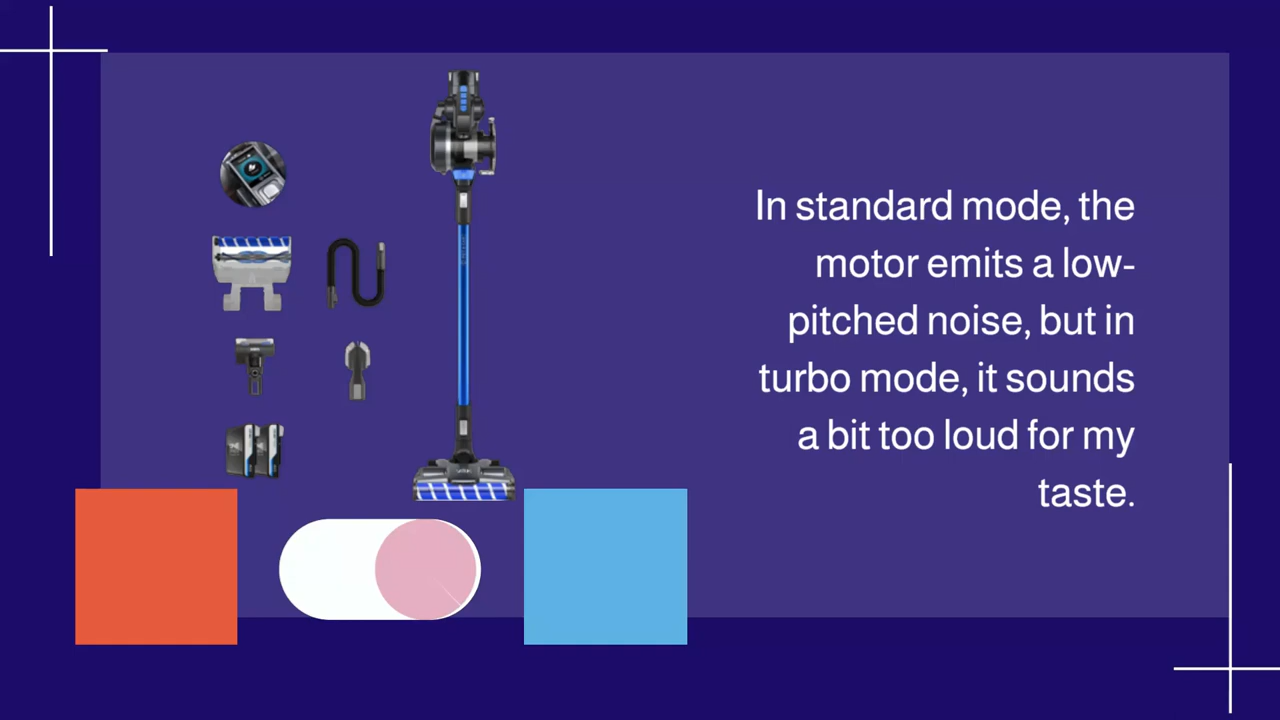 In standard mode, the
motor emits a low-
pitched noise, but in
turbo mode, it sounds
a bit too loud for my
taste.